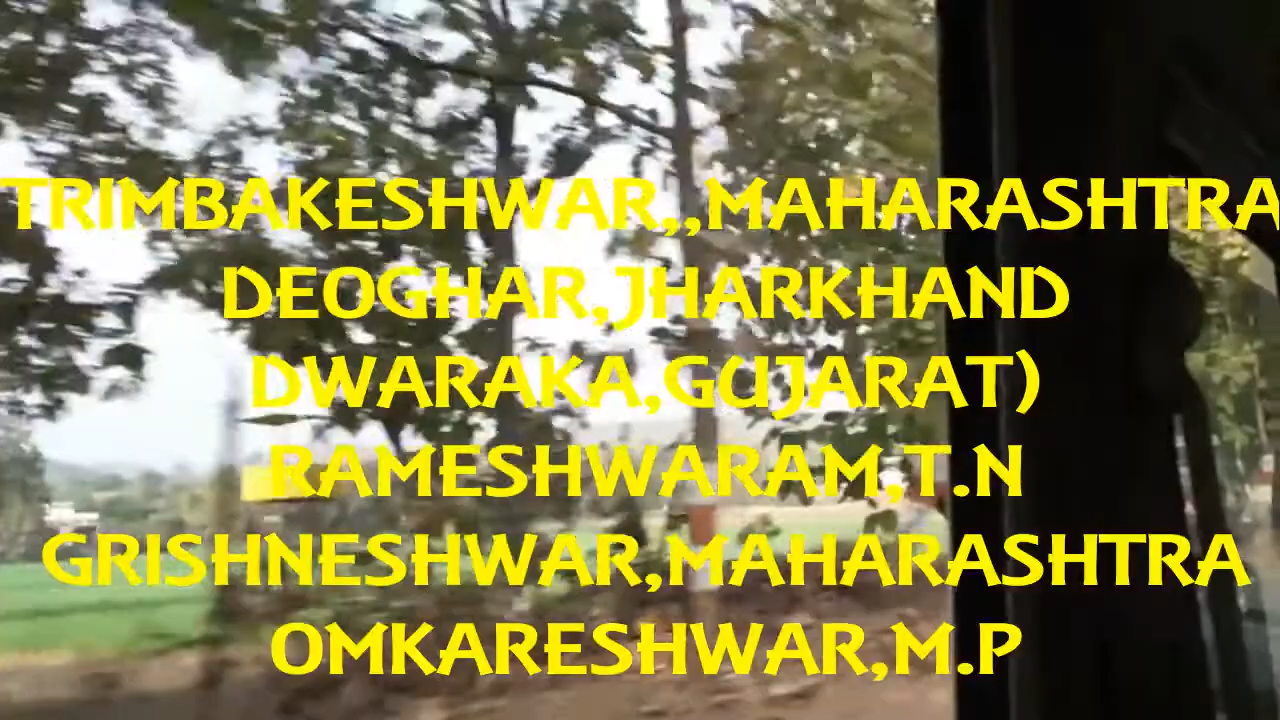 TRIMBAKESHWAR,,MAHARASHTRA
DEOGHAR,JHARKHAND
DWARAKA,GUJARAT)
RAMESHWARAM,T.N
GRISHNESHWAR,MAHARASHTRA
OMKARESHWAR,M.P